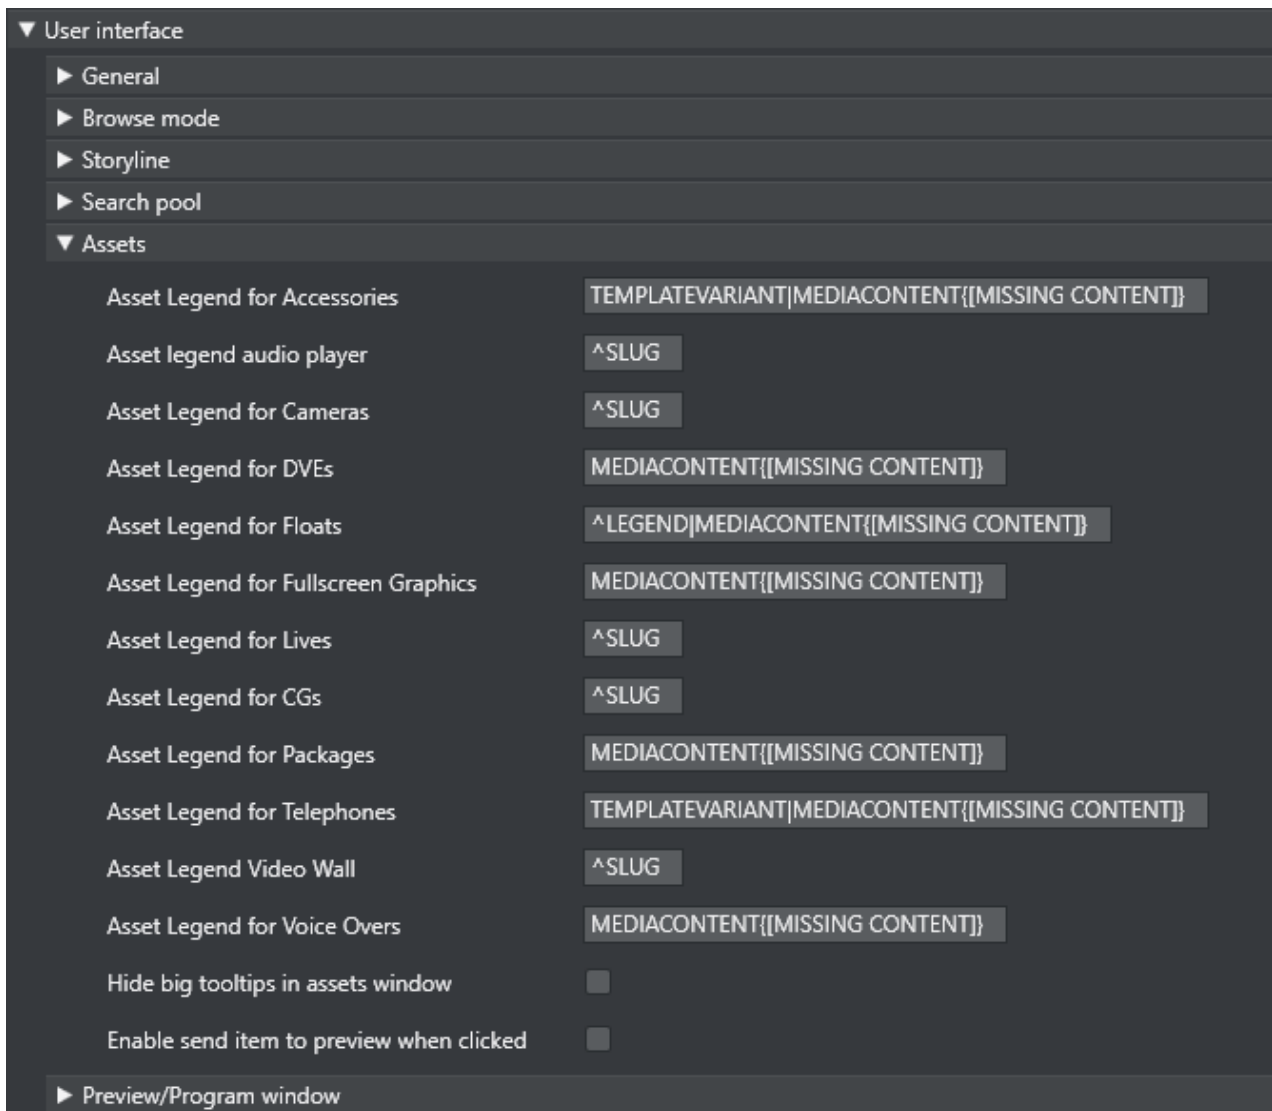 User interface
General
Browse mode
Storyline
Search pool
Assets
Asset Legend for Accessories TEMPLATEVARIANT|MEDIACONTENT{[MISSING CONTENT]}
Asset legend audio player ^SLUG
Asset Legend for Cameras ^SLUG
Asset Legend for DVEs MEDIACONTENT{[MISSING CONTENT]}
Asset Legend for Floats ^LEGEND|MEDIACONTENT{[MISSING CONTENT]}
Asset Legend for Fullscreen Graphics MEDIACONTENT{[MISSING CONTENT]}
Asset Legend for Lives ^SLUG
Asset Legend for CGs ^SLUG
Asset Legend for Packages MEDIACONTENT{[MISSING CONTENT]}
Asset Legend for Telephones TEMPLATEVARIANT|MEDIACONTENT{[MISSING CONTENT]}
Asset Legend Video Wall ^SLUG
Asset Legend for Voice Overs MEDIACONTENT{[MISSING CONTENT]}
Hide big tooltips in assets window
Enable send item to preview when clicked
Preview/Program window